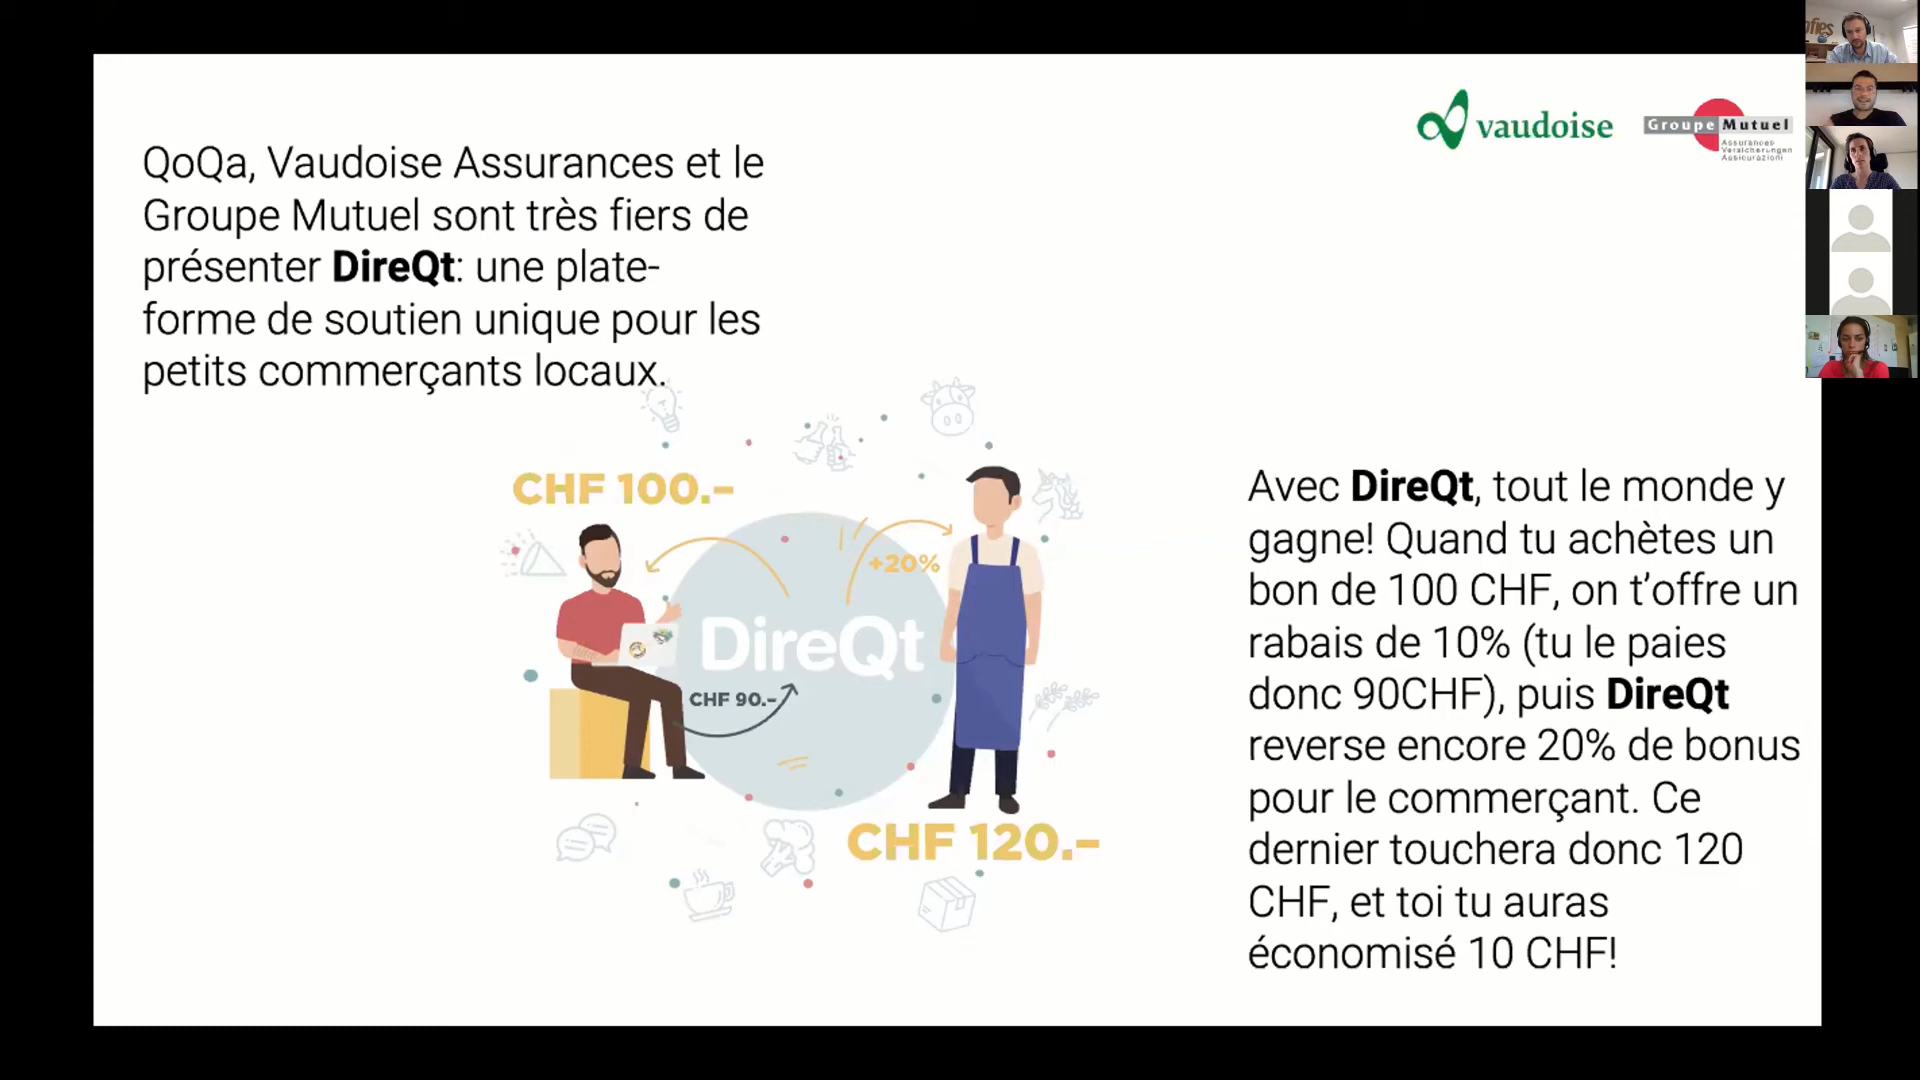 QoQa, Vaudoise Assurances et le
Groupe Mutuel sont très fiers de
présenter DireQt: une plate-
forme de soutien unique pour les
petits commerçants locaux.
vaudoise
Groupe Mutuel
Assurances
Versicherungen
Assicurazioni
CHF 100.-
+20%
DireQt
CHF 90.-
CHF 120.-
Avec DireQt, tout le monde y
gagne! Quand tu achètes un
bon de 100 CHF, on t’offre un
rabais de 10% (tu le paies
donc 90CHF), puis DireQt
reverse encore 20% de bonus
pour le commerçant. Ce
dernier touchera donc 120
CHF, et toi tu auras
économisé 10 CHF!